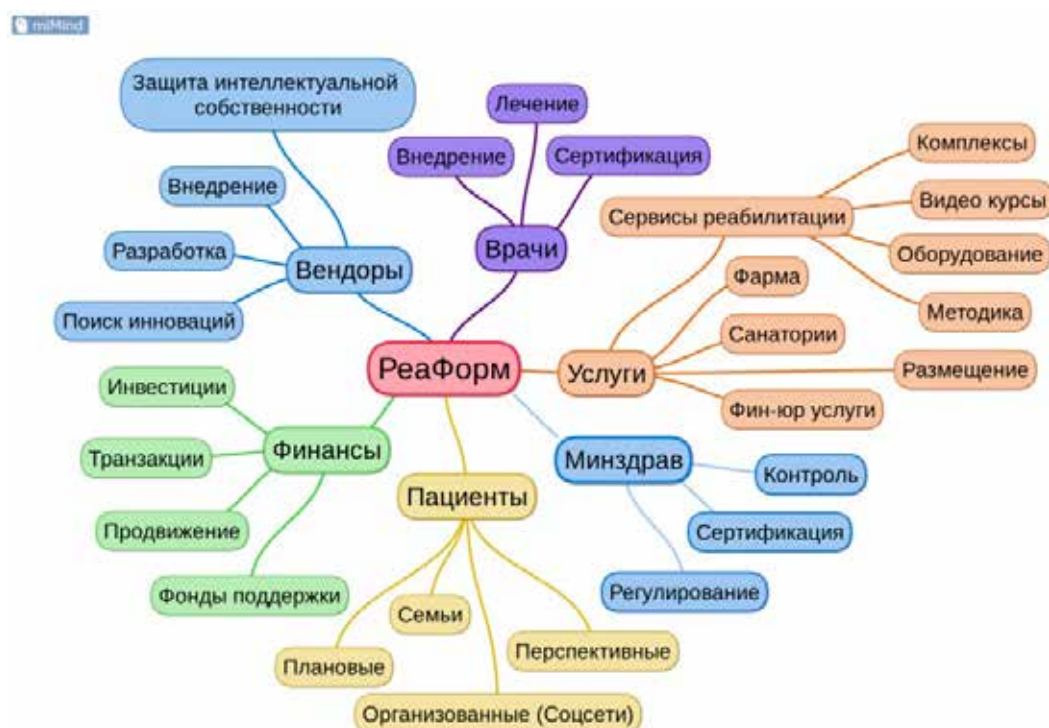 miMind
Защита интеллектуальной
собственности
Внедрение
Разработка
Поиск инноваций
Вендоры
Лечение
Внедрение
Сертификация
Врачи
Комплексы
Видео курсы
Оборудование
Методика
Сервисы реабилитации
Фарма
Санатории
Размещение
Фин-юр услуги
Услуги
РеаФорм
Инвестиции
Транзакции
Продвижение
Фонды поддержки
Финансы
Пациенты
Плановые
Семьи
Организованные (Соцсети)
Перспективные
Минздрав
Контроль
Сертификация
Регулирование